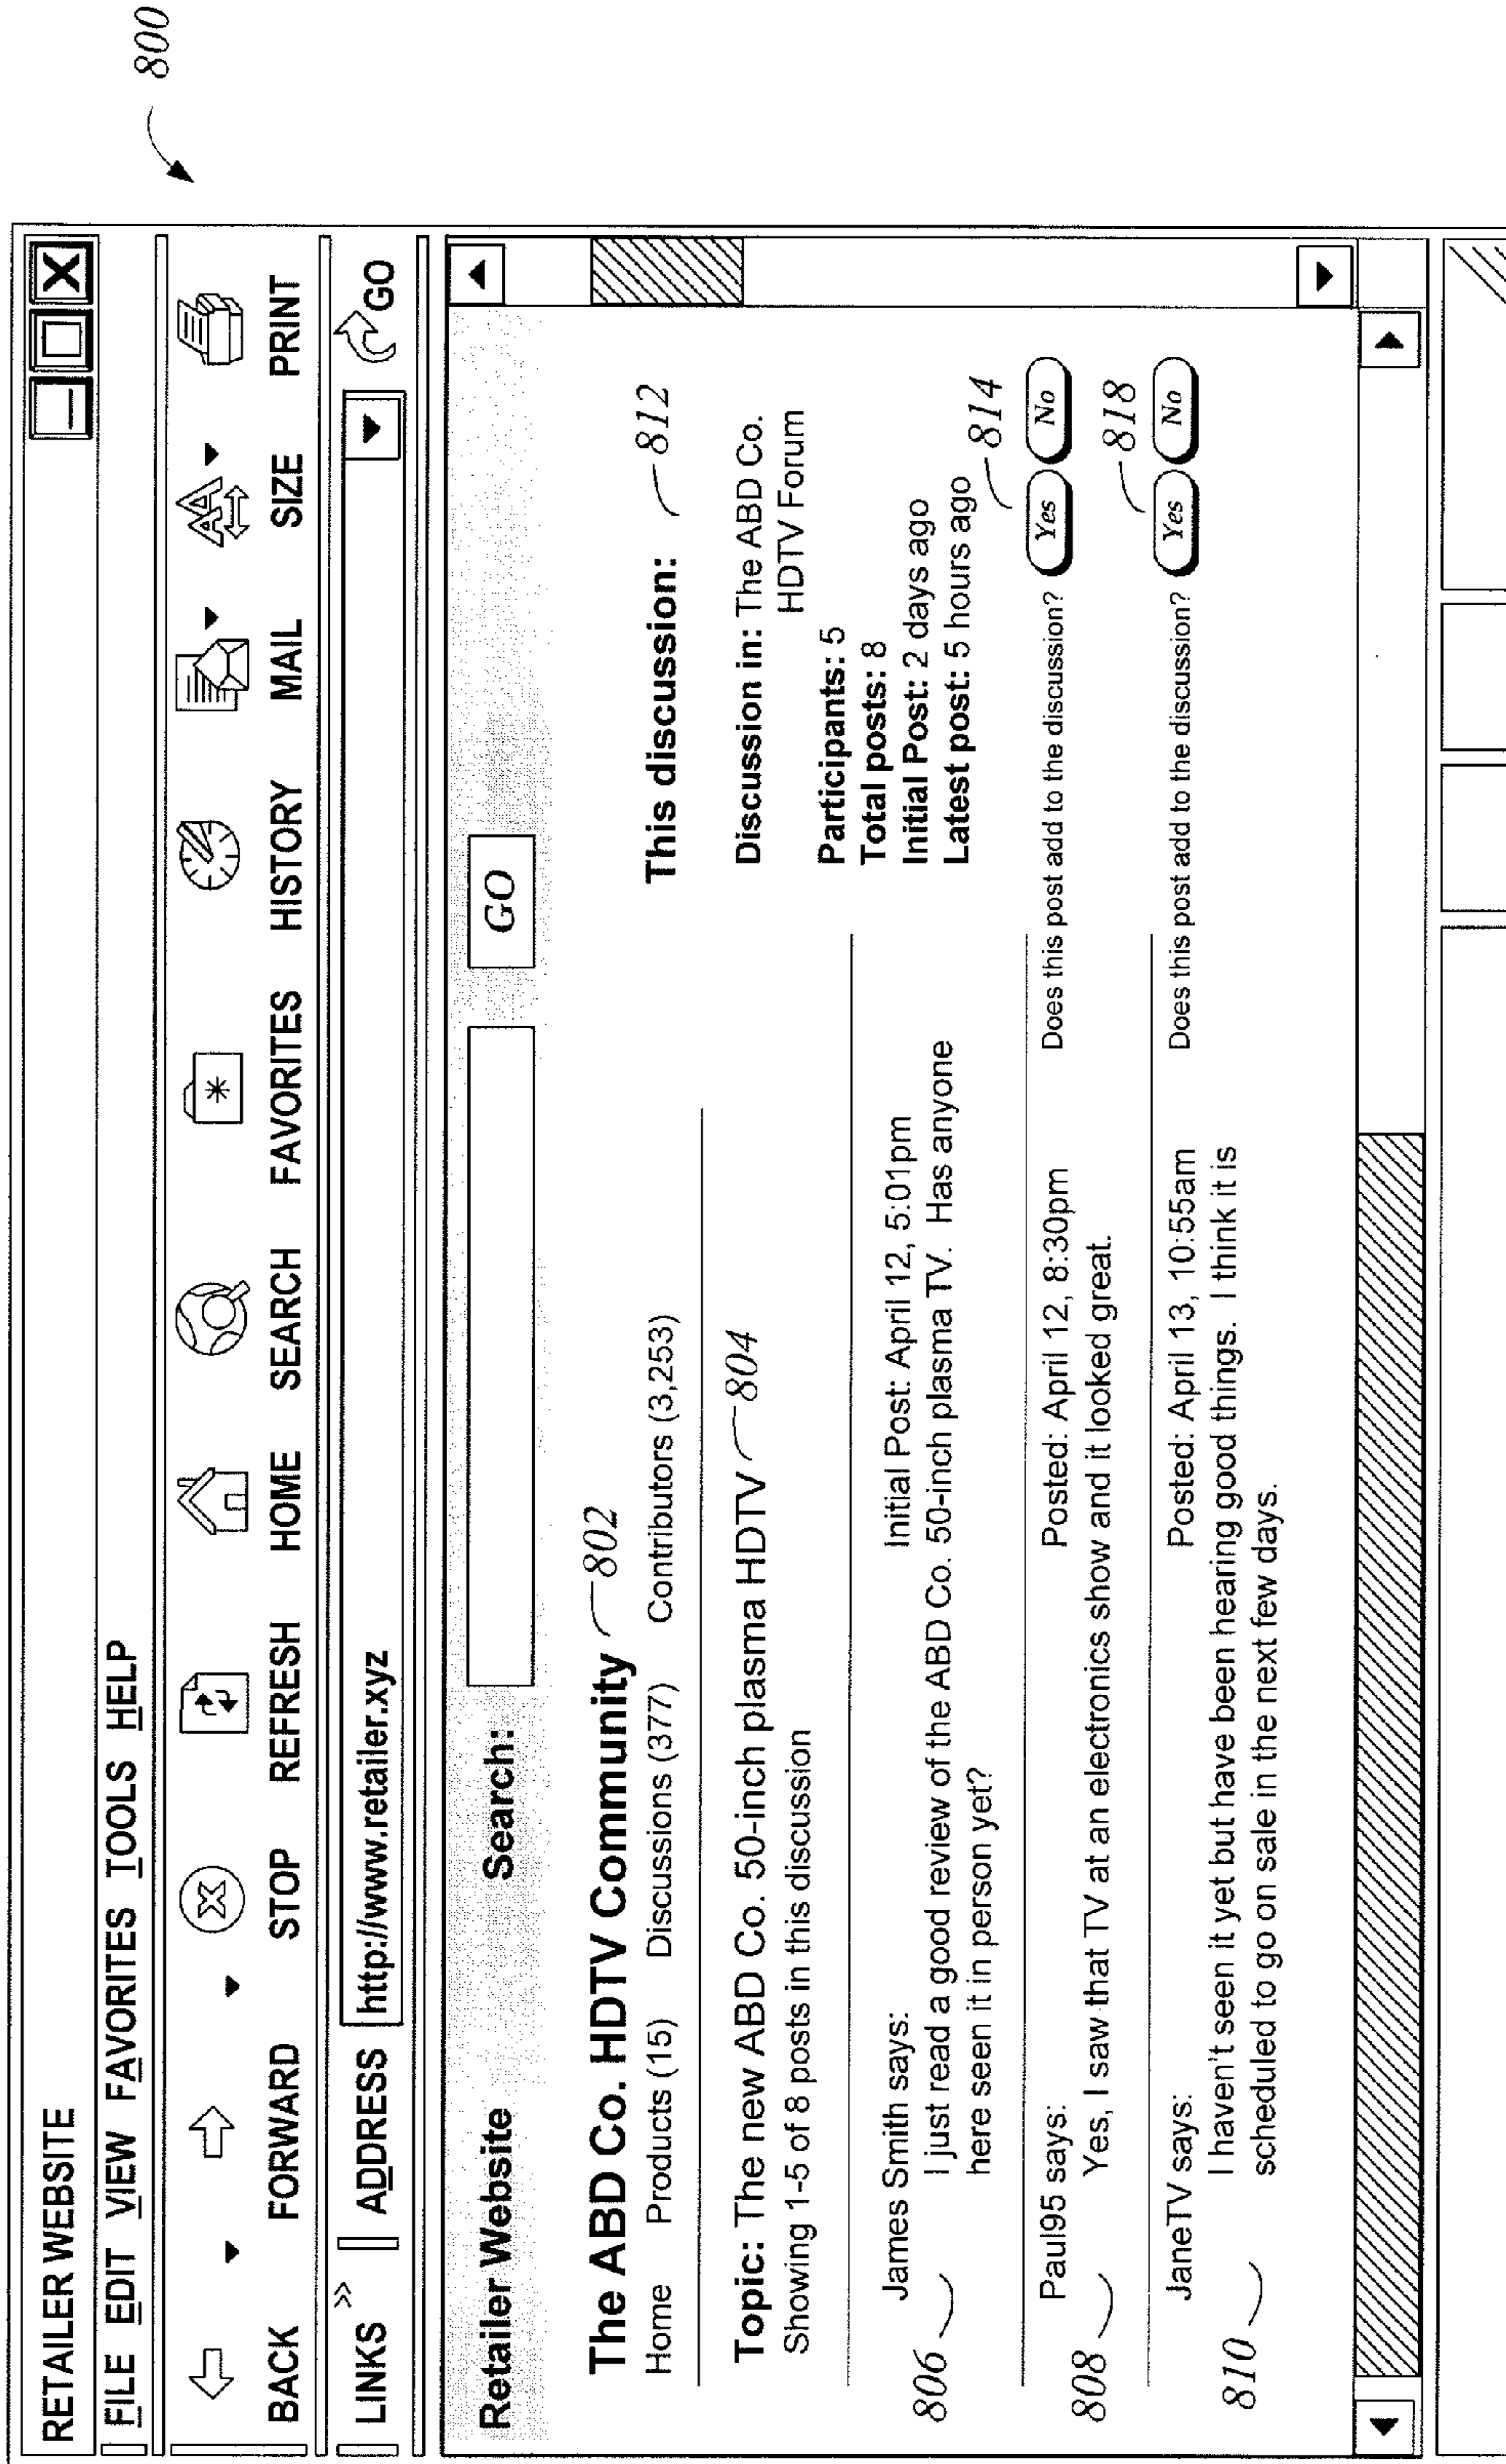 800
RETAILER WEBSITE
FILE EDIT VIEW FAVORITES TOOLS HELP
BACK FORWARD STOP REFRESH HOME SEARCH FAVORITES HISTORY MAIL SIZE PRINT
LINKS >> ADDRESS http://www.retailer.xyz GO
Retailer Website Search: GO
The ABD Co. HDTV Community 802
Home Products (15) Discussions (377) Contributors (3,253)
This discussion: 812
Topic: The new ABD Co. 50-inch plasma HDTV 804
Showing 1-5 of 8 posts in this discussion
Discussion in: The ABD Co.
HDTV Forum
Participants: 5
Total posts: 8
Initial Post: 2 days ago
Latest post: 5 hours ago
806 James Smith says: Initial Post: April 12, 5:01pm
I just read a good review of the ABD Co. 50-inch plasma TV. Has anyone
here seen it in person yet?
814
808 Paul95 says: Posted: April 12, 8:30pm Does this post add to the discussion? Yes No
Yes, I saw that TV at an electronics show and it looked great.
818
810 JaneTV says: Posted: April 13, 10:55am Does this post add to the discussion? Yes No
I haven't seen it yet but have been hearing good things. I think it is
scheduled to go on sale in the next few days.